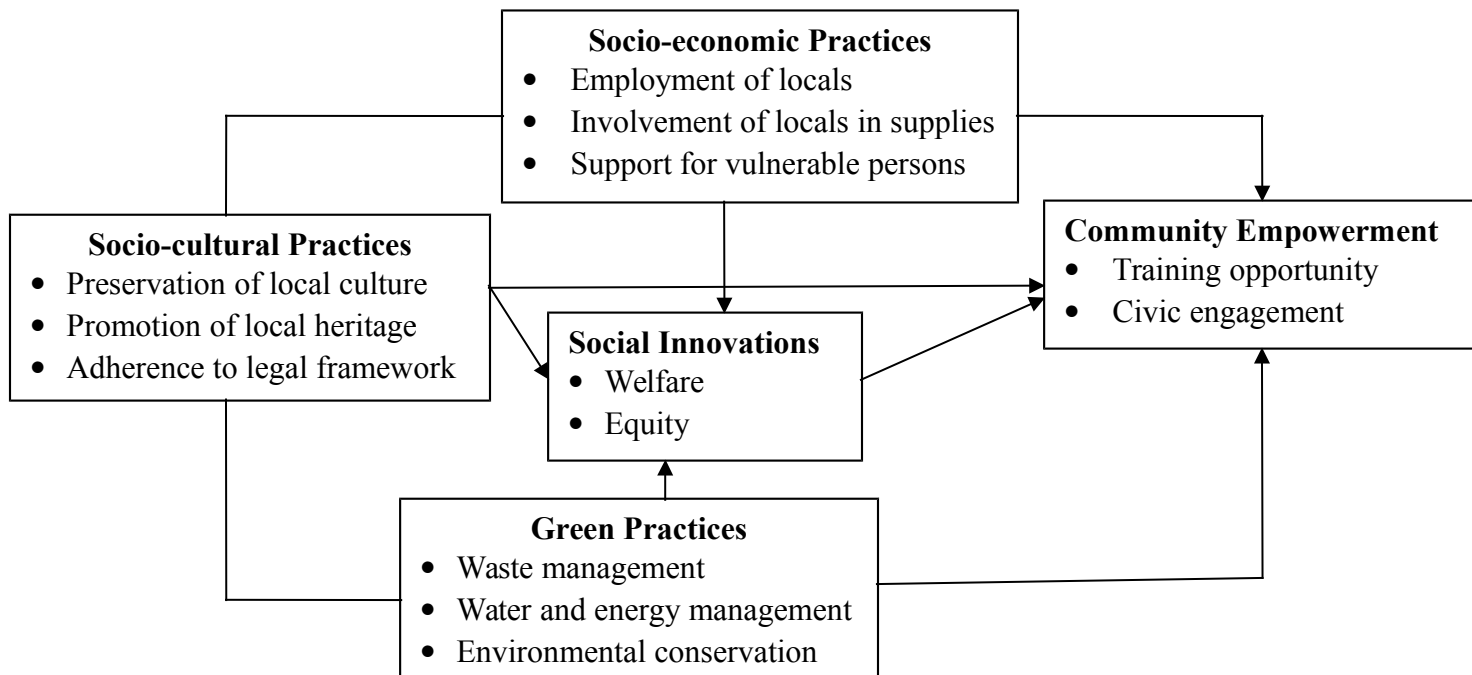 Socio-economic Practices
• Employment of locals
• Involvement of locals in supplies
• Support for vulnerable persons
Socio-cultural Practices
• Preservation of local culture
• Promotion of local heritage
• Adherence to legal framework
Community Empowerment
• Training opportunity
• Civic engagement
Social Innovations
• Welfare
• Equity
Green Practices
• Waste management
• Water and energy management
• Environmental conservation